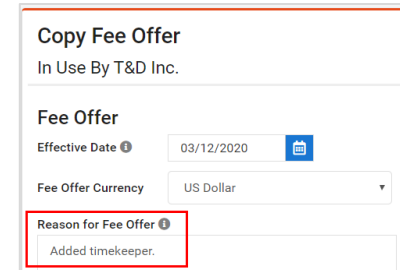 Copy Fee Offer
In Use By T&D Inc.
Fee Offer
Effective Date
03/12/2020
Fee Offer Currency
US Dollar
Reason for Fee Offer
Added timekeeper.